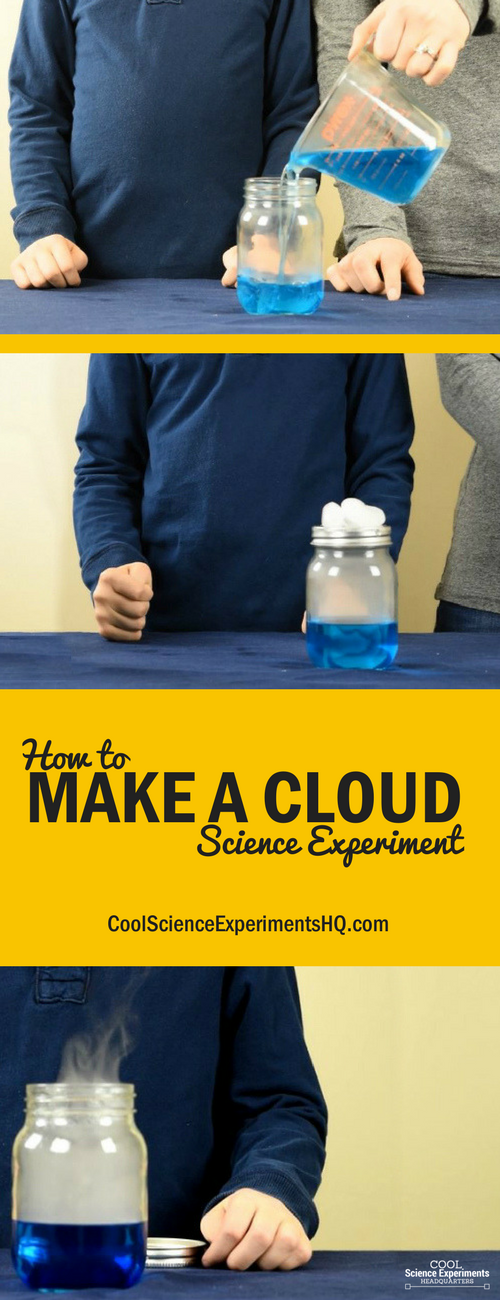 How to
MAKE A CLOUD
Science Experiment
CoolScienceExperimentsHQ.com
COOL
Science Experiments
HEADQUARTERS